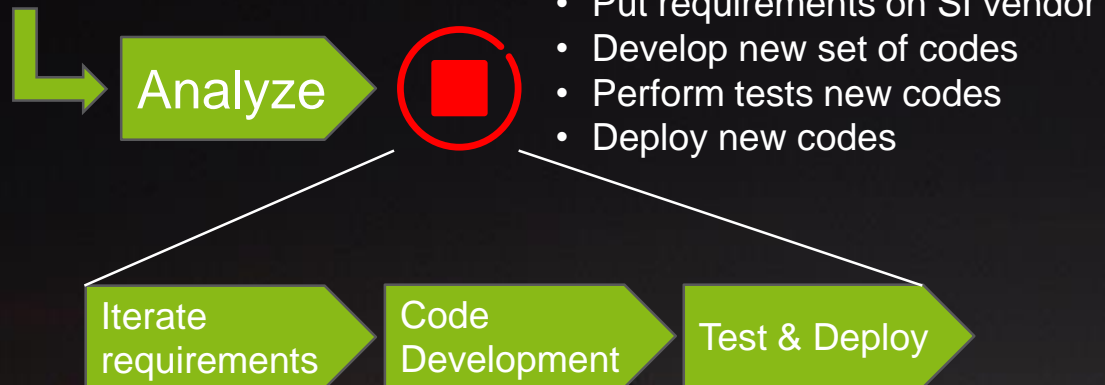 • Put requirements on SI vendor
• Develop new set of codes
• Perform tests new codes
• Deploy new codes
Analyze
Iterate
requirements
Code
Development
Test & Deploy